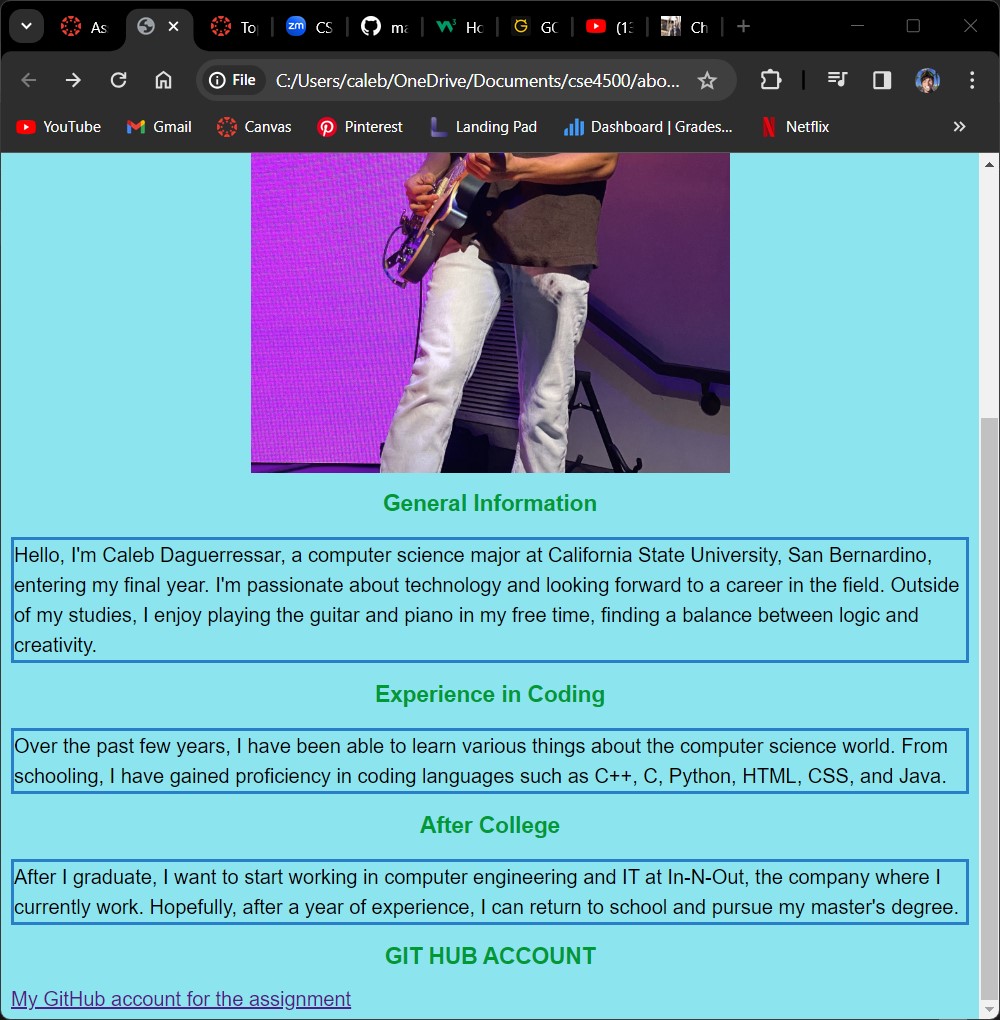 As
To
CS
ma
Ho
GC
(13
Ch
File
C:/Users/caleb/OneDrive/Documents/cse4500/abo...
YouTube
Gmail
Canvas
Pinterest
Landing Pad
Dashboard | Grades...
Netflix
General Information
Hello, I'm Caleb Daguerressar, a computer science major at California State University, San Bernardino,
entering my final year. I'm passionate about technology and looking forward to a career in the field. Outside
of my studies, I enjoy playing the guitar and piano in my free time, finding a balance between logic and
creativity.
Experience in Coding
Over the past few years, I have been able to learn various things about the computer science world. From
schooling, I have gained proficiency in coding languages such as C++, C, Python, HTML, CSS, and Java.
After College
After I graduate, I want to start working in computer engineering and IT at In-N-Out, the company where I
currently work. Hopefully, after a year of experience, I can return to school and pursue my master's degree.
GIT HUB ACCOUNT
My GitHub account for the assignment